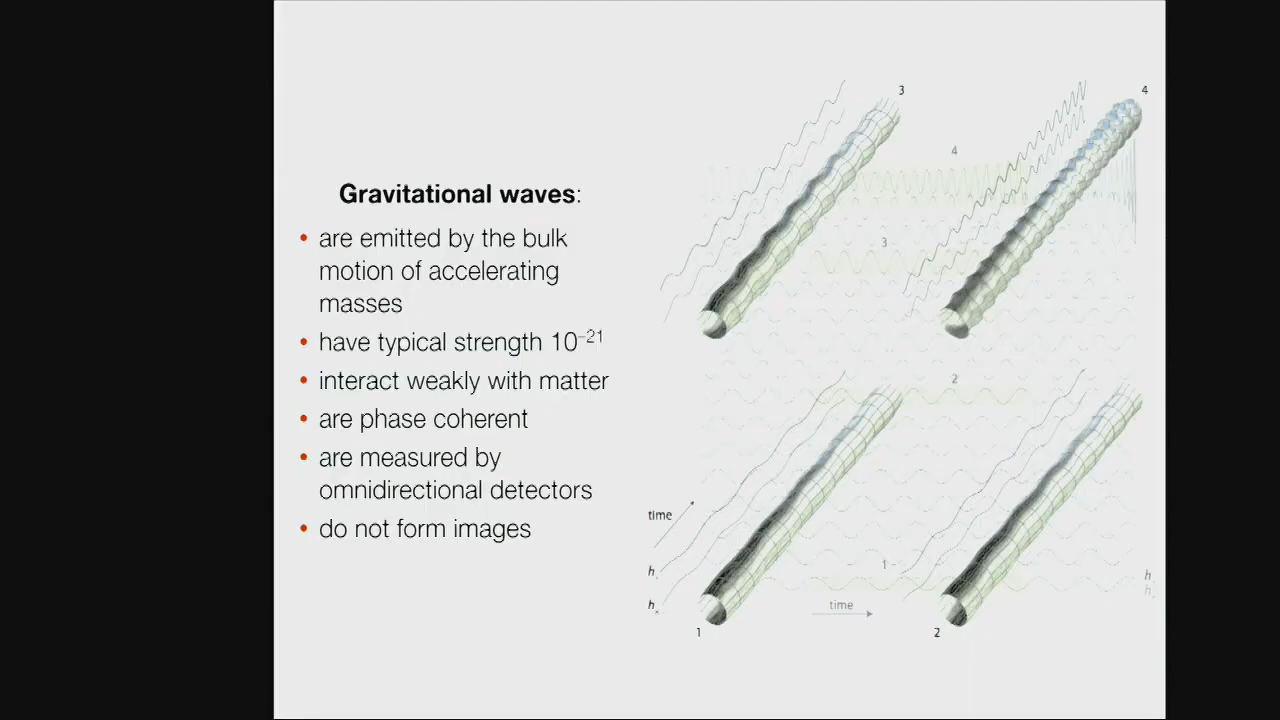 Gravitational waves:
• are emitted by the bulk
motion of accelerating
masses
• have typical strength 10⁻²¹
• interact weakly with matter
• are phase coherent
• are measured by
omnidirectional detectors
• do not form images
3
4
4
3
2
time
1
h
h
h
h
time
1
2